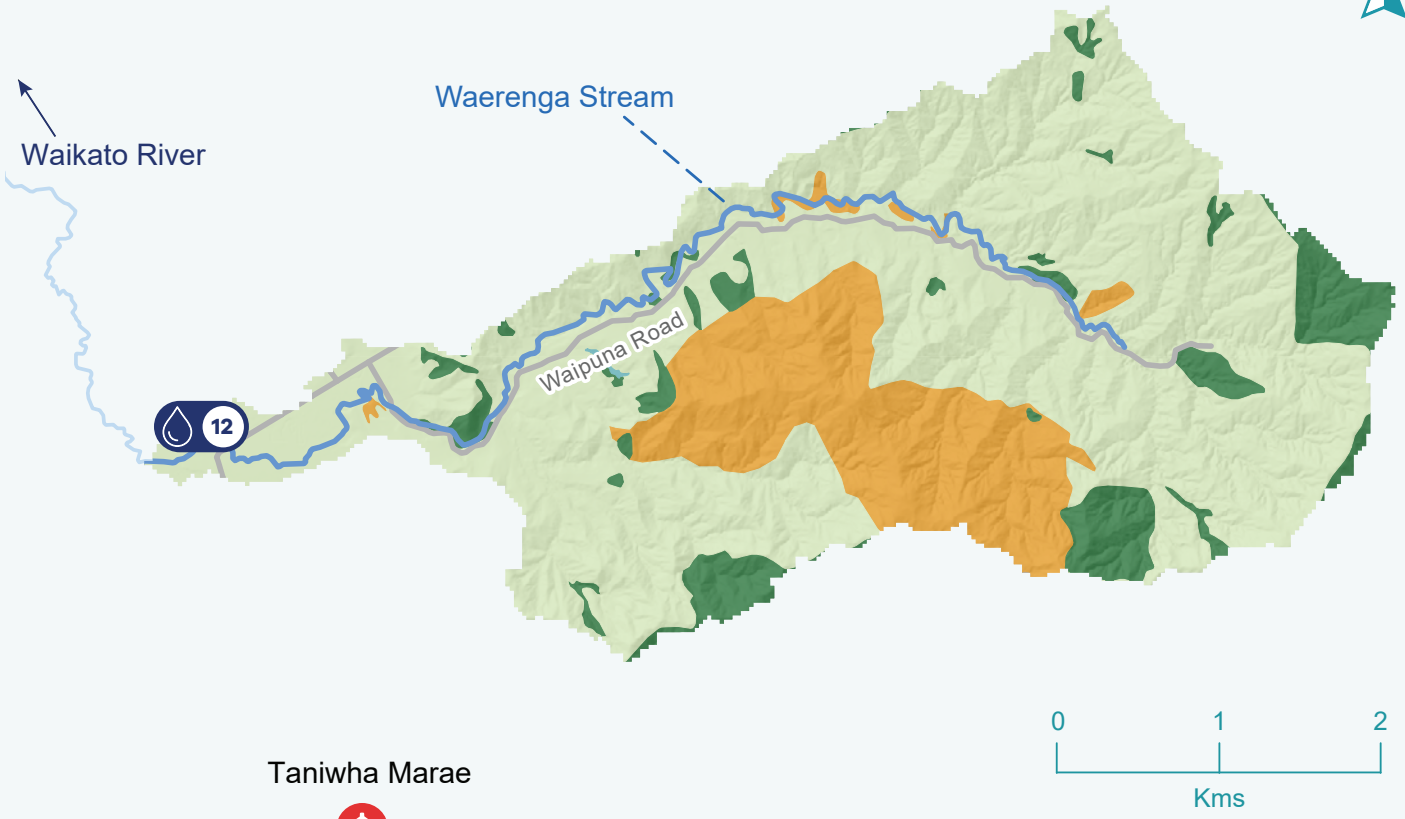 Waerenga Stream
Waikato River
Waipuna Road
12
0 1 2
Kms
Taniwha Marae